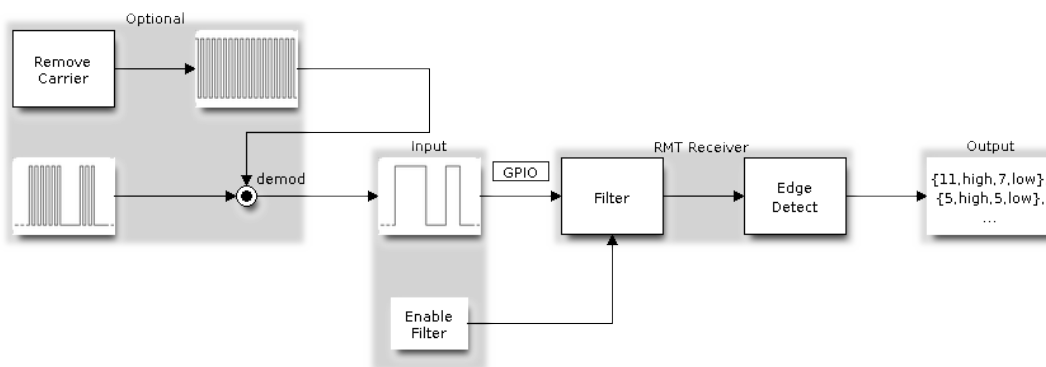 Optional
Remove
Carrier
demod
Input
GPIO
Enable
Filter
RMT Receiver
Filter
Edge
Detect
Output
{11,high,7,low}
{5,high,5,low},
...